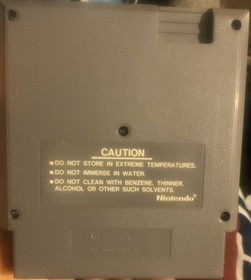 CAUTION
●DO NOT STORE IN EXTREME TEMPERATURES.
●DO NOT IMMERSE IN WATER.
●DO NOT CLEAN WITH BENZENE, THINNER,
ALCOHOL OR OTHER SUCH SOLVENTS.
Nintendo®
Nintendo